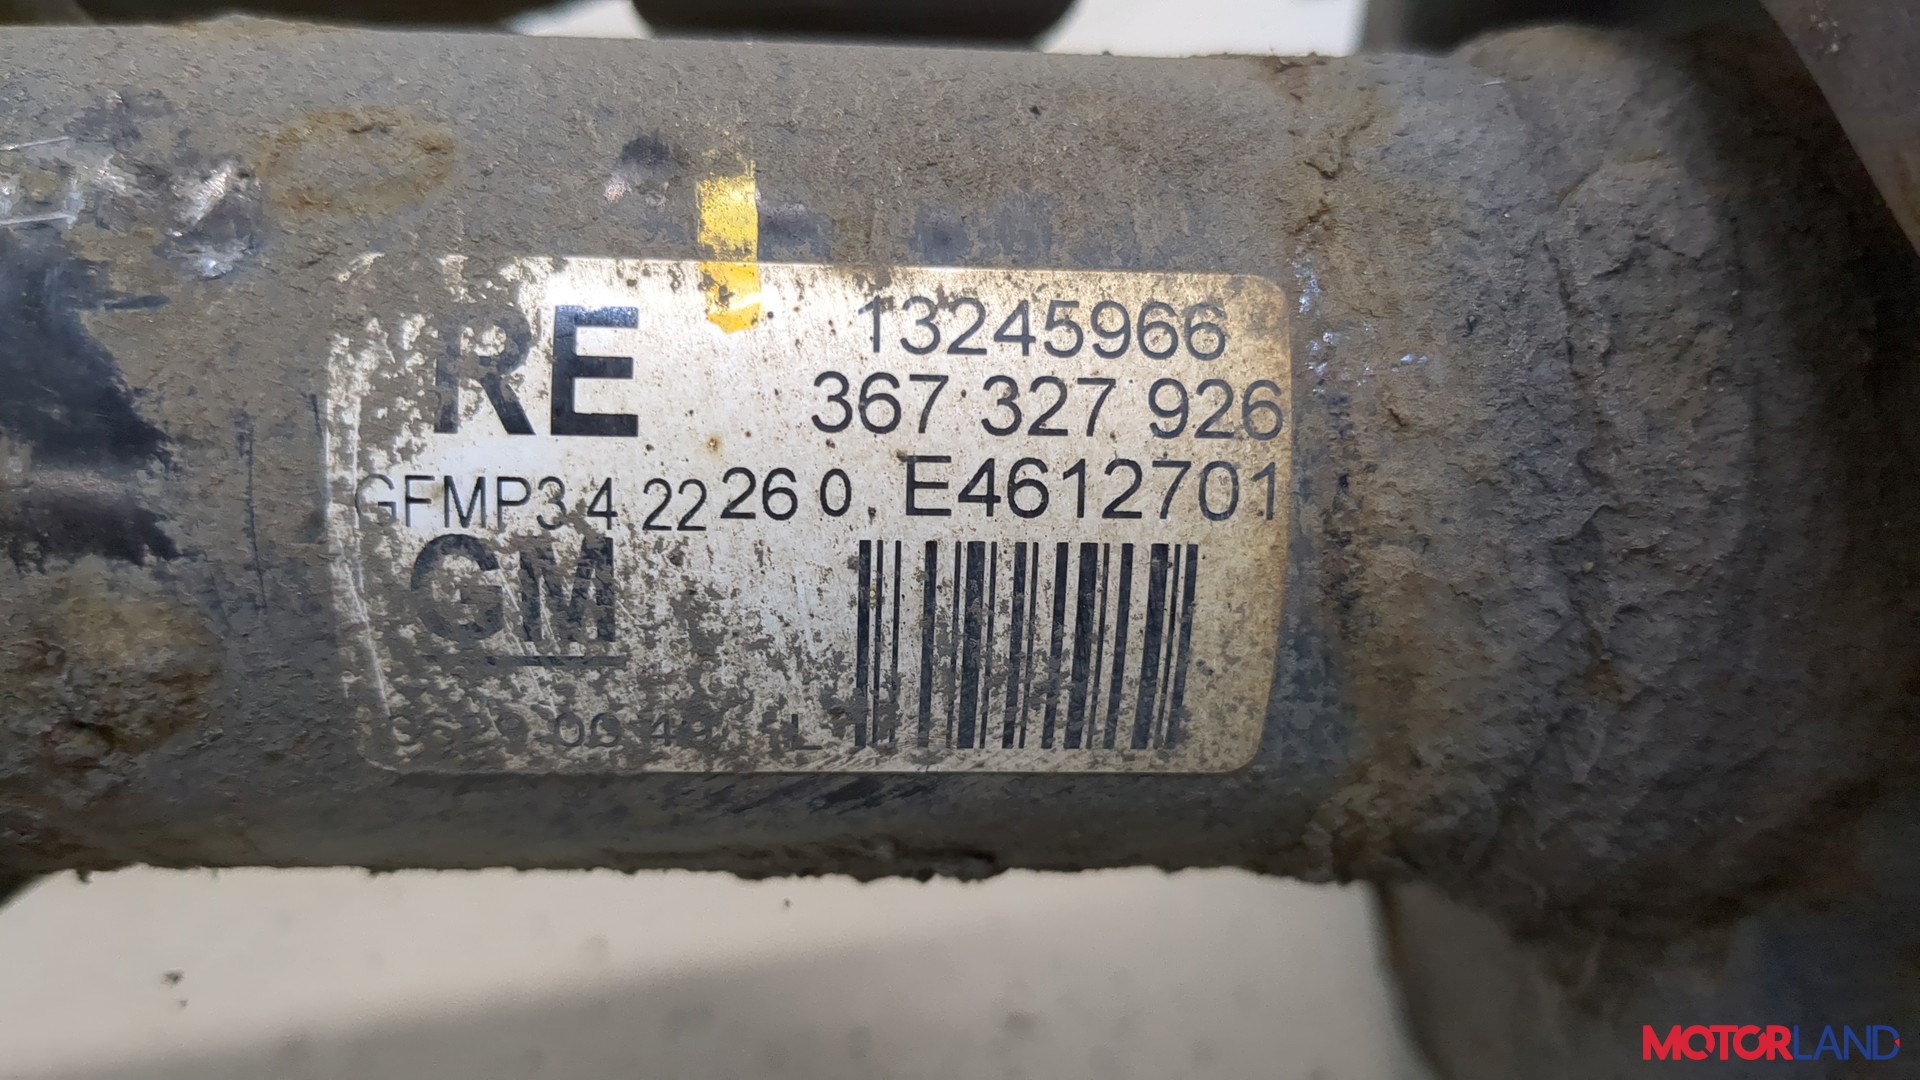 RE 13245966
367 327 926
GFMP3 4 22 26 0 E4612701
GM
MOTORLAND